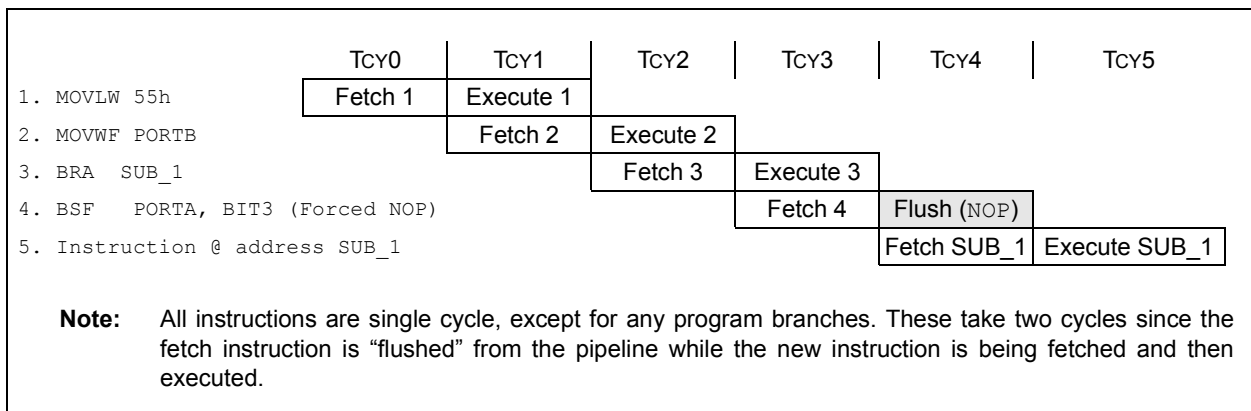 TCY0 TCY1 TCY2 TCY3 TCY4 TCY5
1. MOVLW 55h Fetch 1 Execute 1
2. MOVWF PORTB Fetch 2 Execute 2
3. BRA SUB_1 Fetch 3 Execute 3
4. BSF PORTA, BIT3 (Forced NOP) Fetch 4 Flush (NOP)
5. Instruction @ address SUB_1 Fetch SUB_1 Execute SUB_1
Note: All instructions are single cycle, except for any program branches. These take two cycles since the
fetch instruction is “flushed” from the pipeline while the new instruction is being fetched and then
executed.